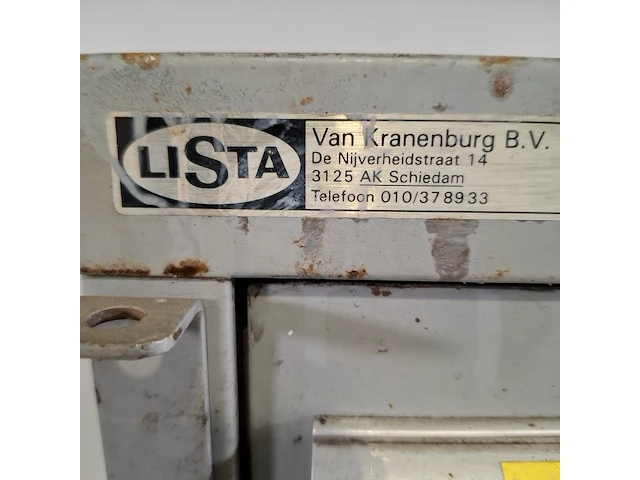 LiSTA
Van Kranenburg B.V.
De Nijverheidstraat 14
3125 AK Schiedam
Telefoon 010/378933